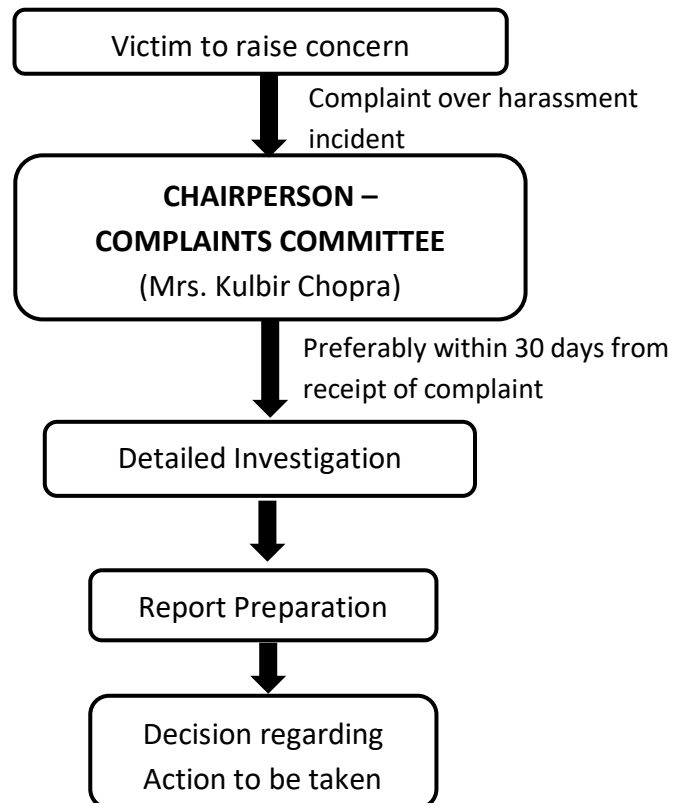 Victim to raise concern
Complaint over harassment
incident
CHAIRPERSON –
COMPLAINTS COMMITTEE
(Mrs. Kulbir Chopra)
Preferably within 30 days from
receipt of complaint
Detailed Investigation
Report Preparation
Decision regarding
Action to be taken